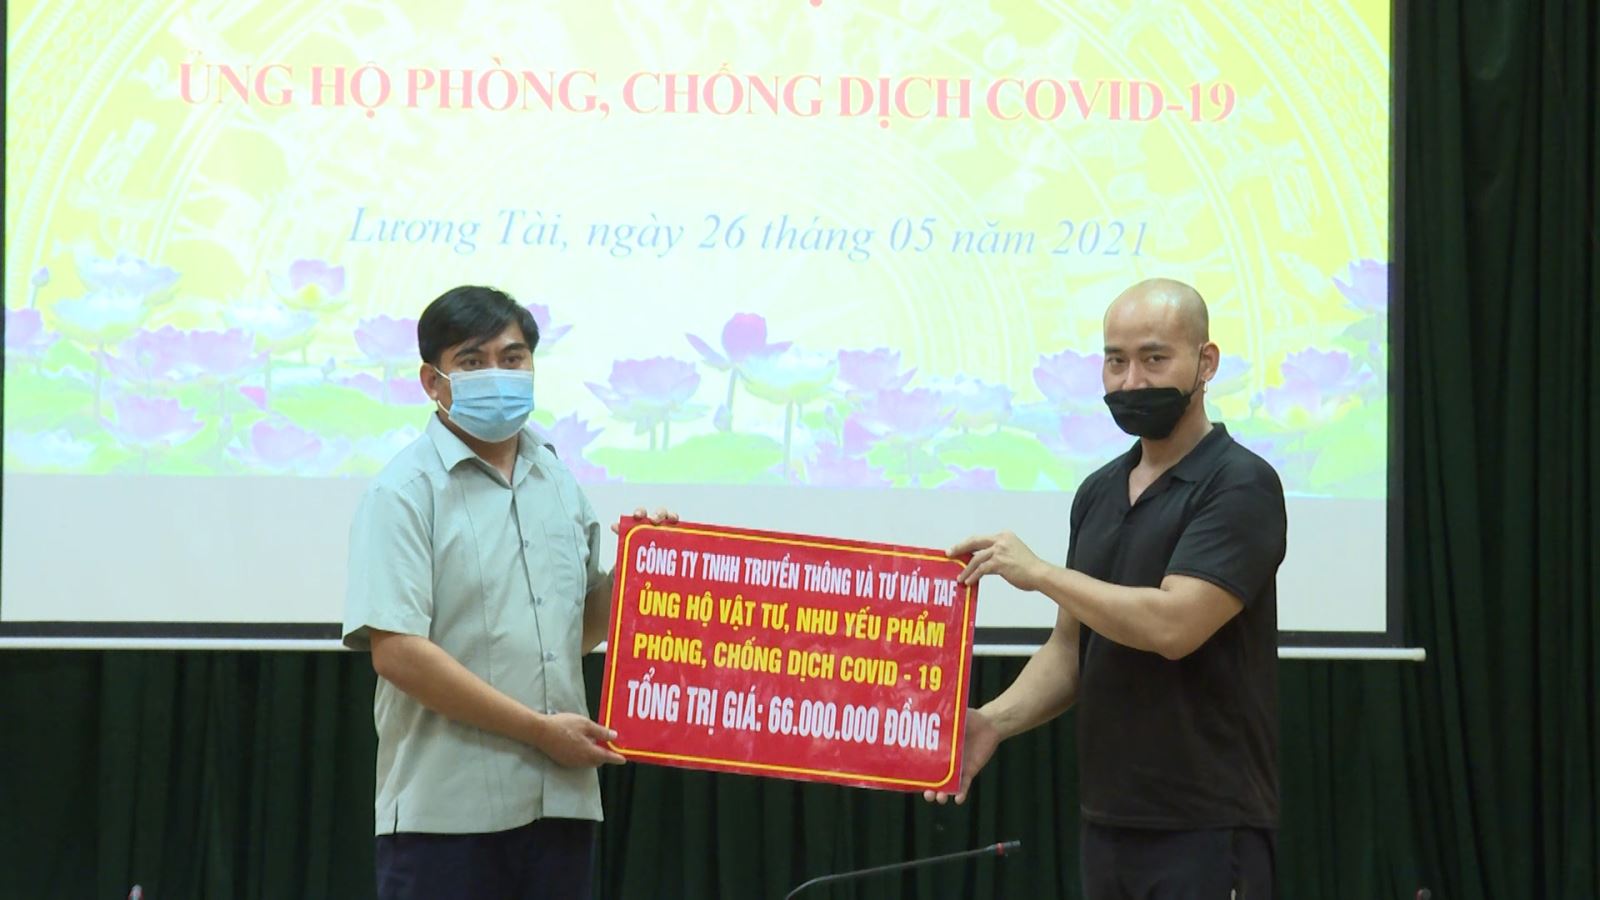 ỦNG HỘ PHÒNG, CHỐNG DỊCH COVID-19
Lương Tài, ngày 26 tháng 05 năm 2021
CÔNG TY TNHH TRUYỀN THÔNG VÀ TƯ VẤN TAF
ỦNG HỘ VẬT TƯ, NHU YẾU PHẨM
PHÒNG, CHỐNG DỊCH COVID - 19
TỔNG TRỊ GIÁ: 66.000.000 ĐỒNG